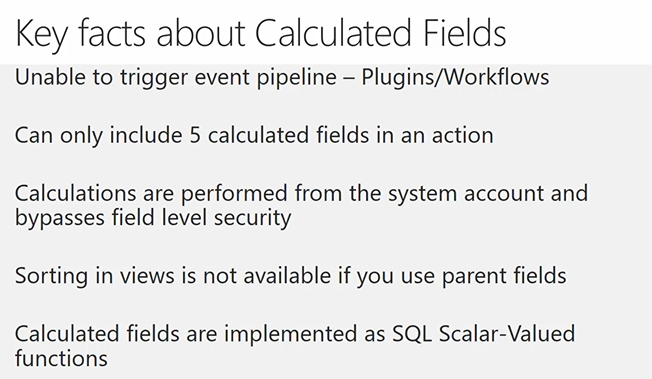 Key facts about Calculated Fields
Unable to trigger event pipeline – Plugins/Workflows
Can only include 5 calculated fields in an action
Calculations are performed from the system account and
bypasses field level security
Sorting in views is not available if you use parent fields
Calculated fields are implemented as SQL Scalar-Valued
functions